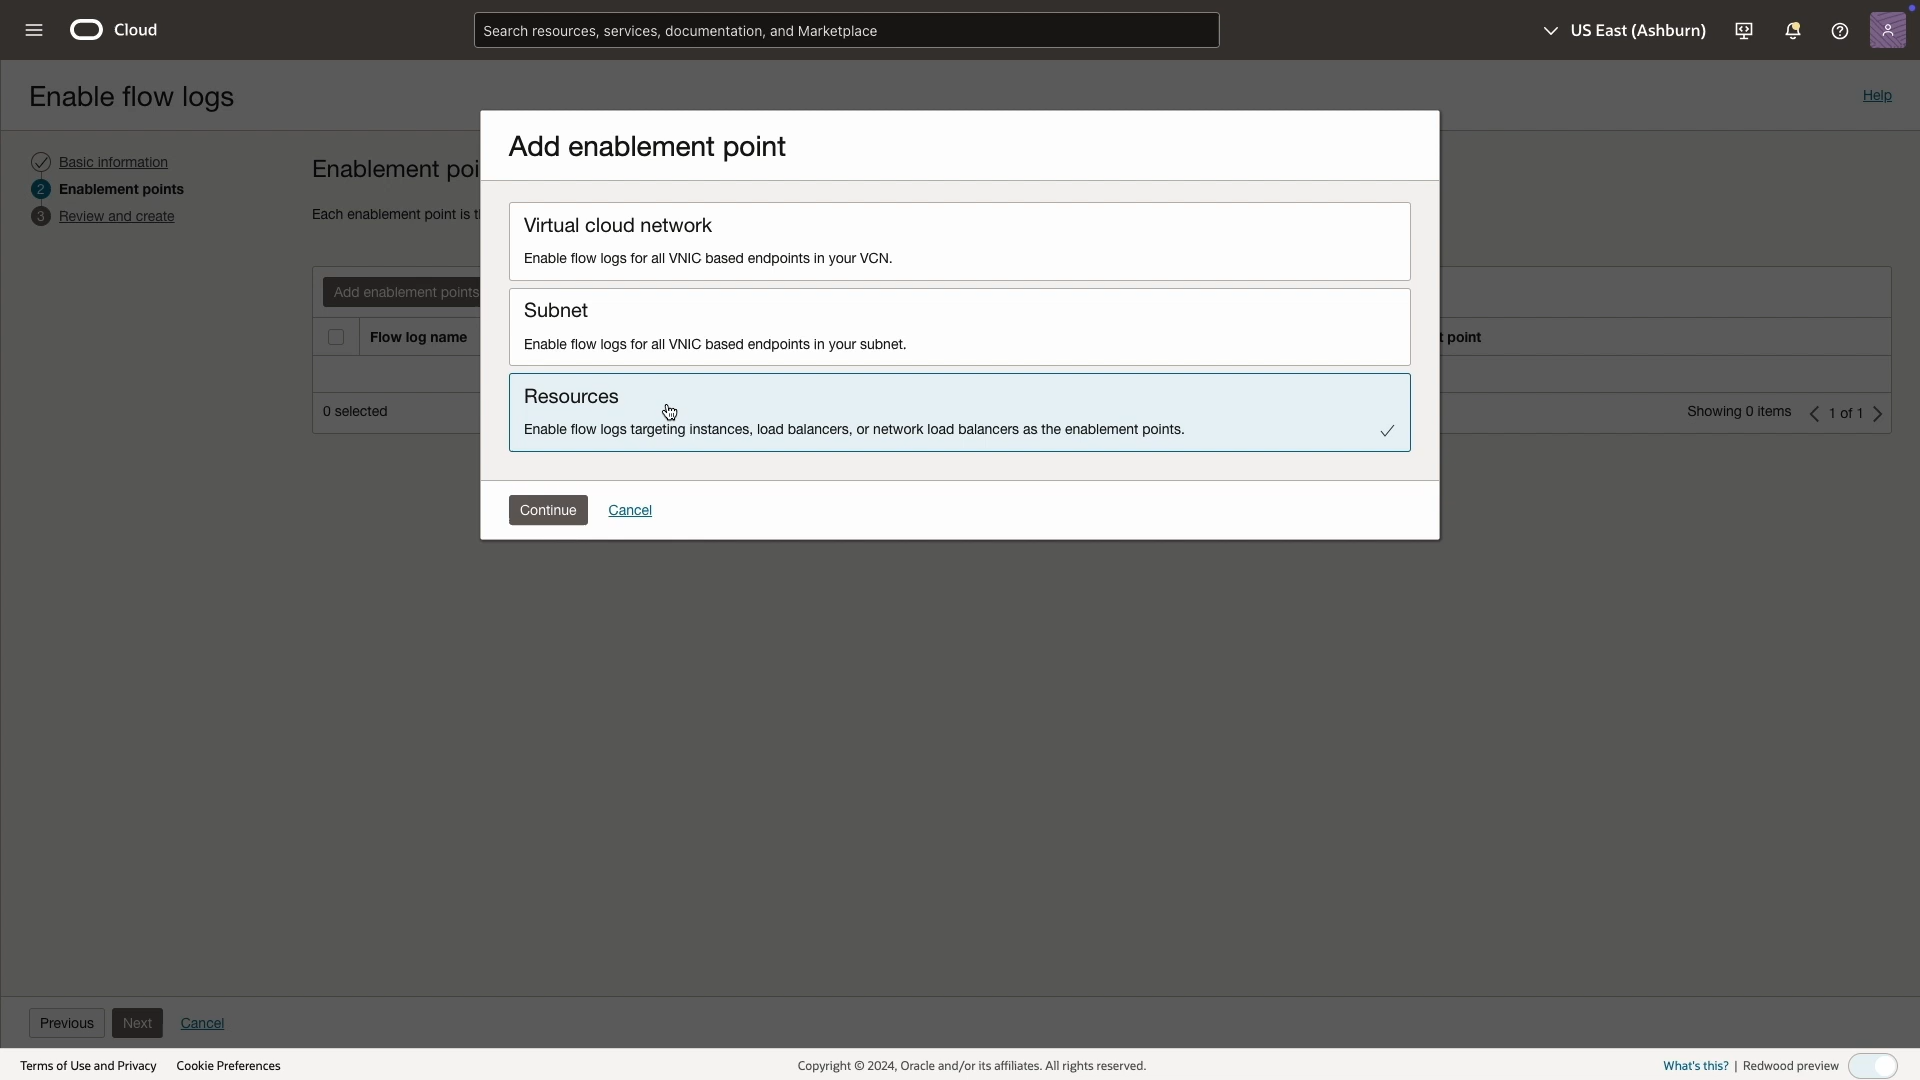 Cloud
Search resources, services, documentation, and Marketplace
US East (Ashburn)
Enable flow logs
Help
Basic information
2 Enablement points
3 Review and create
Enablement poi
Each enablement point is t
Add enablement points
Flow log name
t point
0 selected
Showing 0 items
1 of 1
Add enablement point
Virtual cloud network
Enable flow logs for all VNIC based endpoints in your VCN.
Subnet
Enable flow logs for all VNIC based endpoints in your subnet.
Resources
Enable flow logs targeting instances, load balancers, or network load balancers as the enablement points.
Continue
Cancel
Previous
Next
Cancel
Terms of Use and Privacy
Cookie Preferences
Copyright © 2024, Oracle and/or its affiliates. All rights reserved.
What's this? | Redwood preview